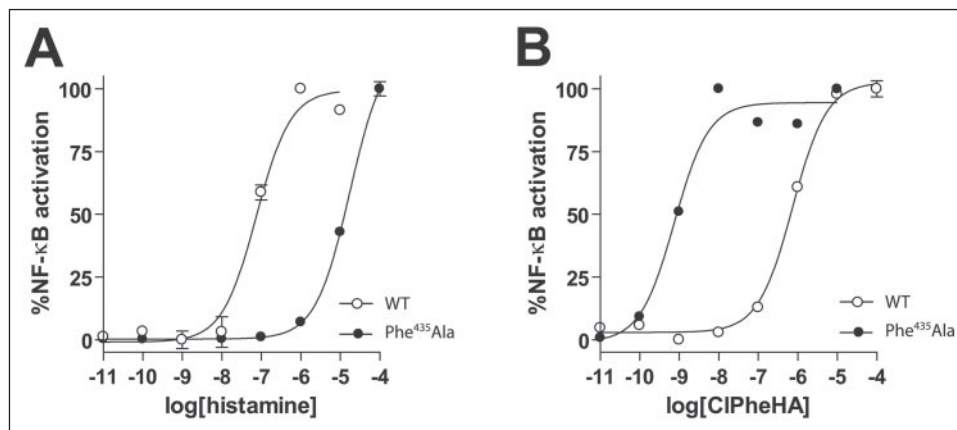 A
%NF-κB activation
100
75
50
25
0
WT
Phe⁴³⁵Ala
-11 -10 -9 -8 -7 -6 -5 -4
log[histamine]
B
%NF-κB activation
100
75
50
25
0
WT
Phe⁴³⁵Ala
-11 -10 -9 -8 -7 -6 -5 -4
log[ClPheHA]